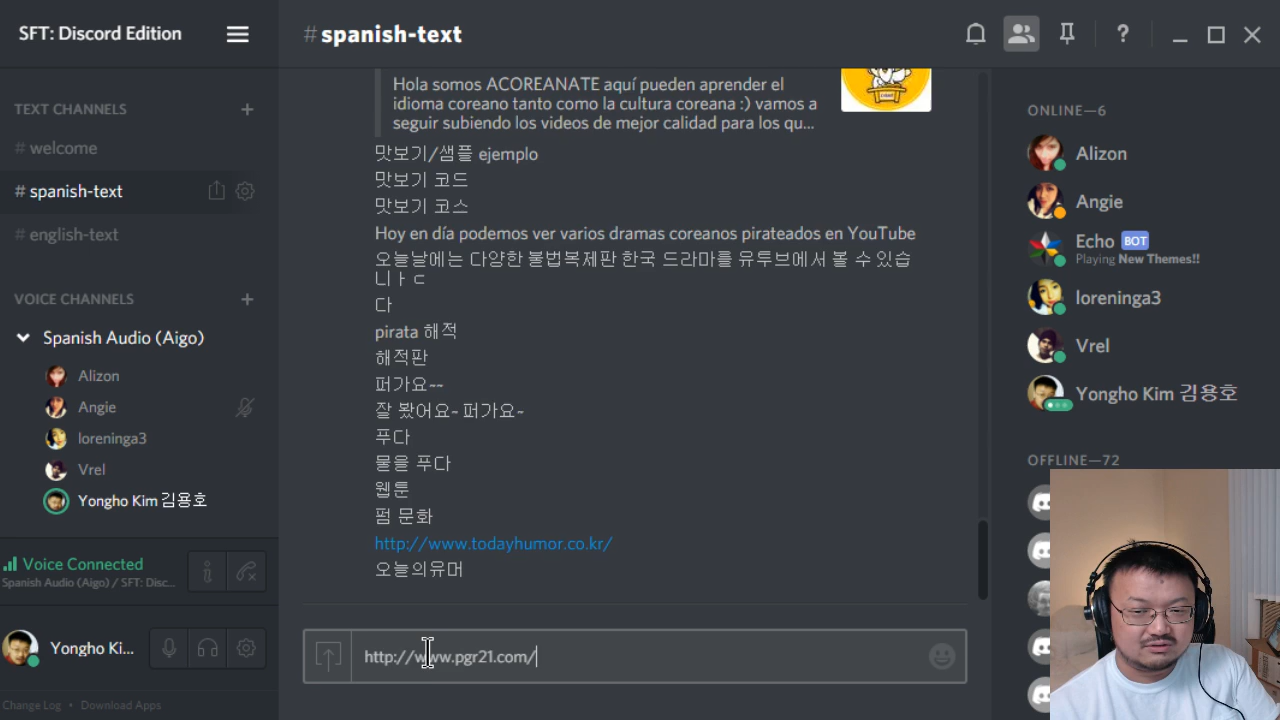 SFT: Discord Edition
TEXT CHANNELS
# welcome
# spanish-text
# english-text
VOICE CHANNELS
Spanish Audio (Aigo)
Alizon
Angie
loreninga3
Vrel
Yongho Kim 김용호
Voice Connected
Spanish Audio (Aigo) / SFT: Disc...
Yongho Ki...
Change Log • Download Apps
#spanish-text
Hola somos ACOREANATE aquí pueden aprender el
idioma coreano tanto como la cultura coreana :) vamos a
seguir subiendo los videos de mejor calidad para los qu...
맛보기/샘플 ejemplo
맛보기 코드
맛보기 코스
Hoy en día podemos ver varios dramas coreanos pirateados en YouTube
오늘날에는 다양한 불법복제판 한국 드라마를 유투브에서 볼 수 있습
니ㅏㄷ
다
pirata 해적
해적판
퍼가요~~
잘 봤어요~ 퍼가요~
푸다
물을 푸다
웹툰
펌 문화
http://www.todayhumor.co.kr/
오늘의유머
http://www.pgr21.com/
ONLINE—6
Alizon
Angie
Echo BOT
Playing New Themes!!
loreninga3
Vrel
Yongho Kim 김용호
OFFLINE—72